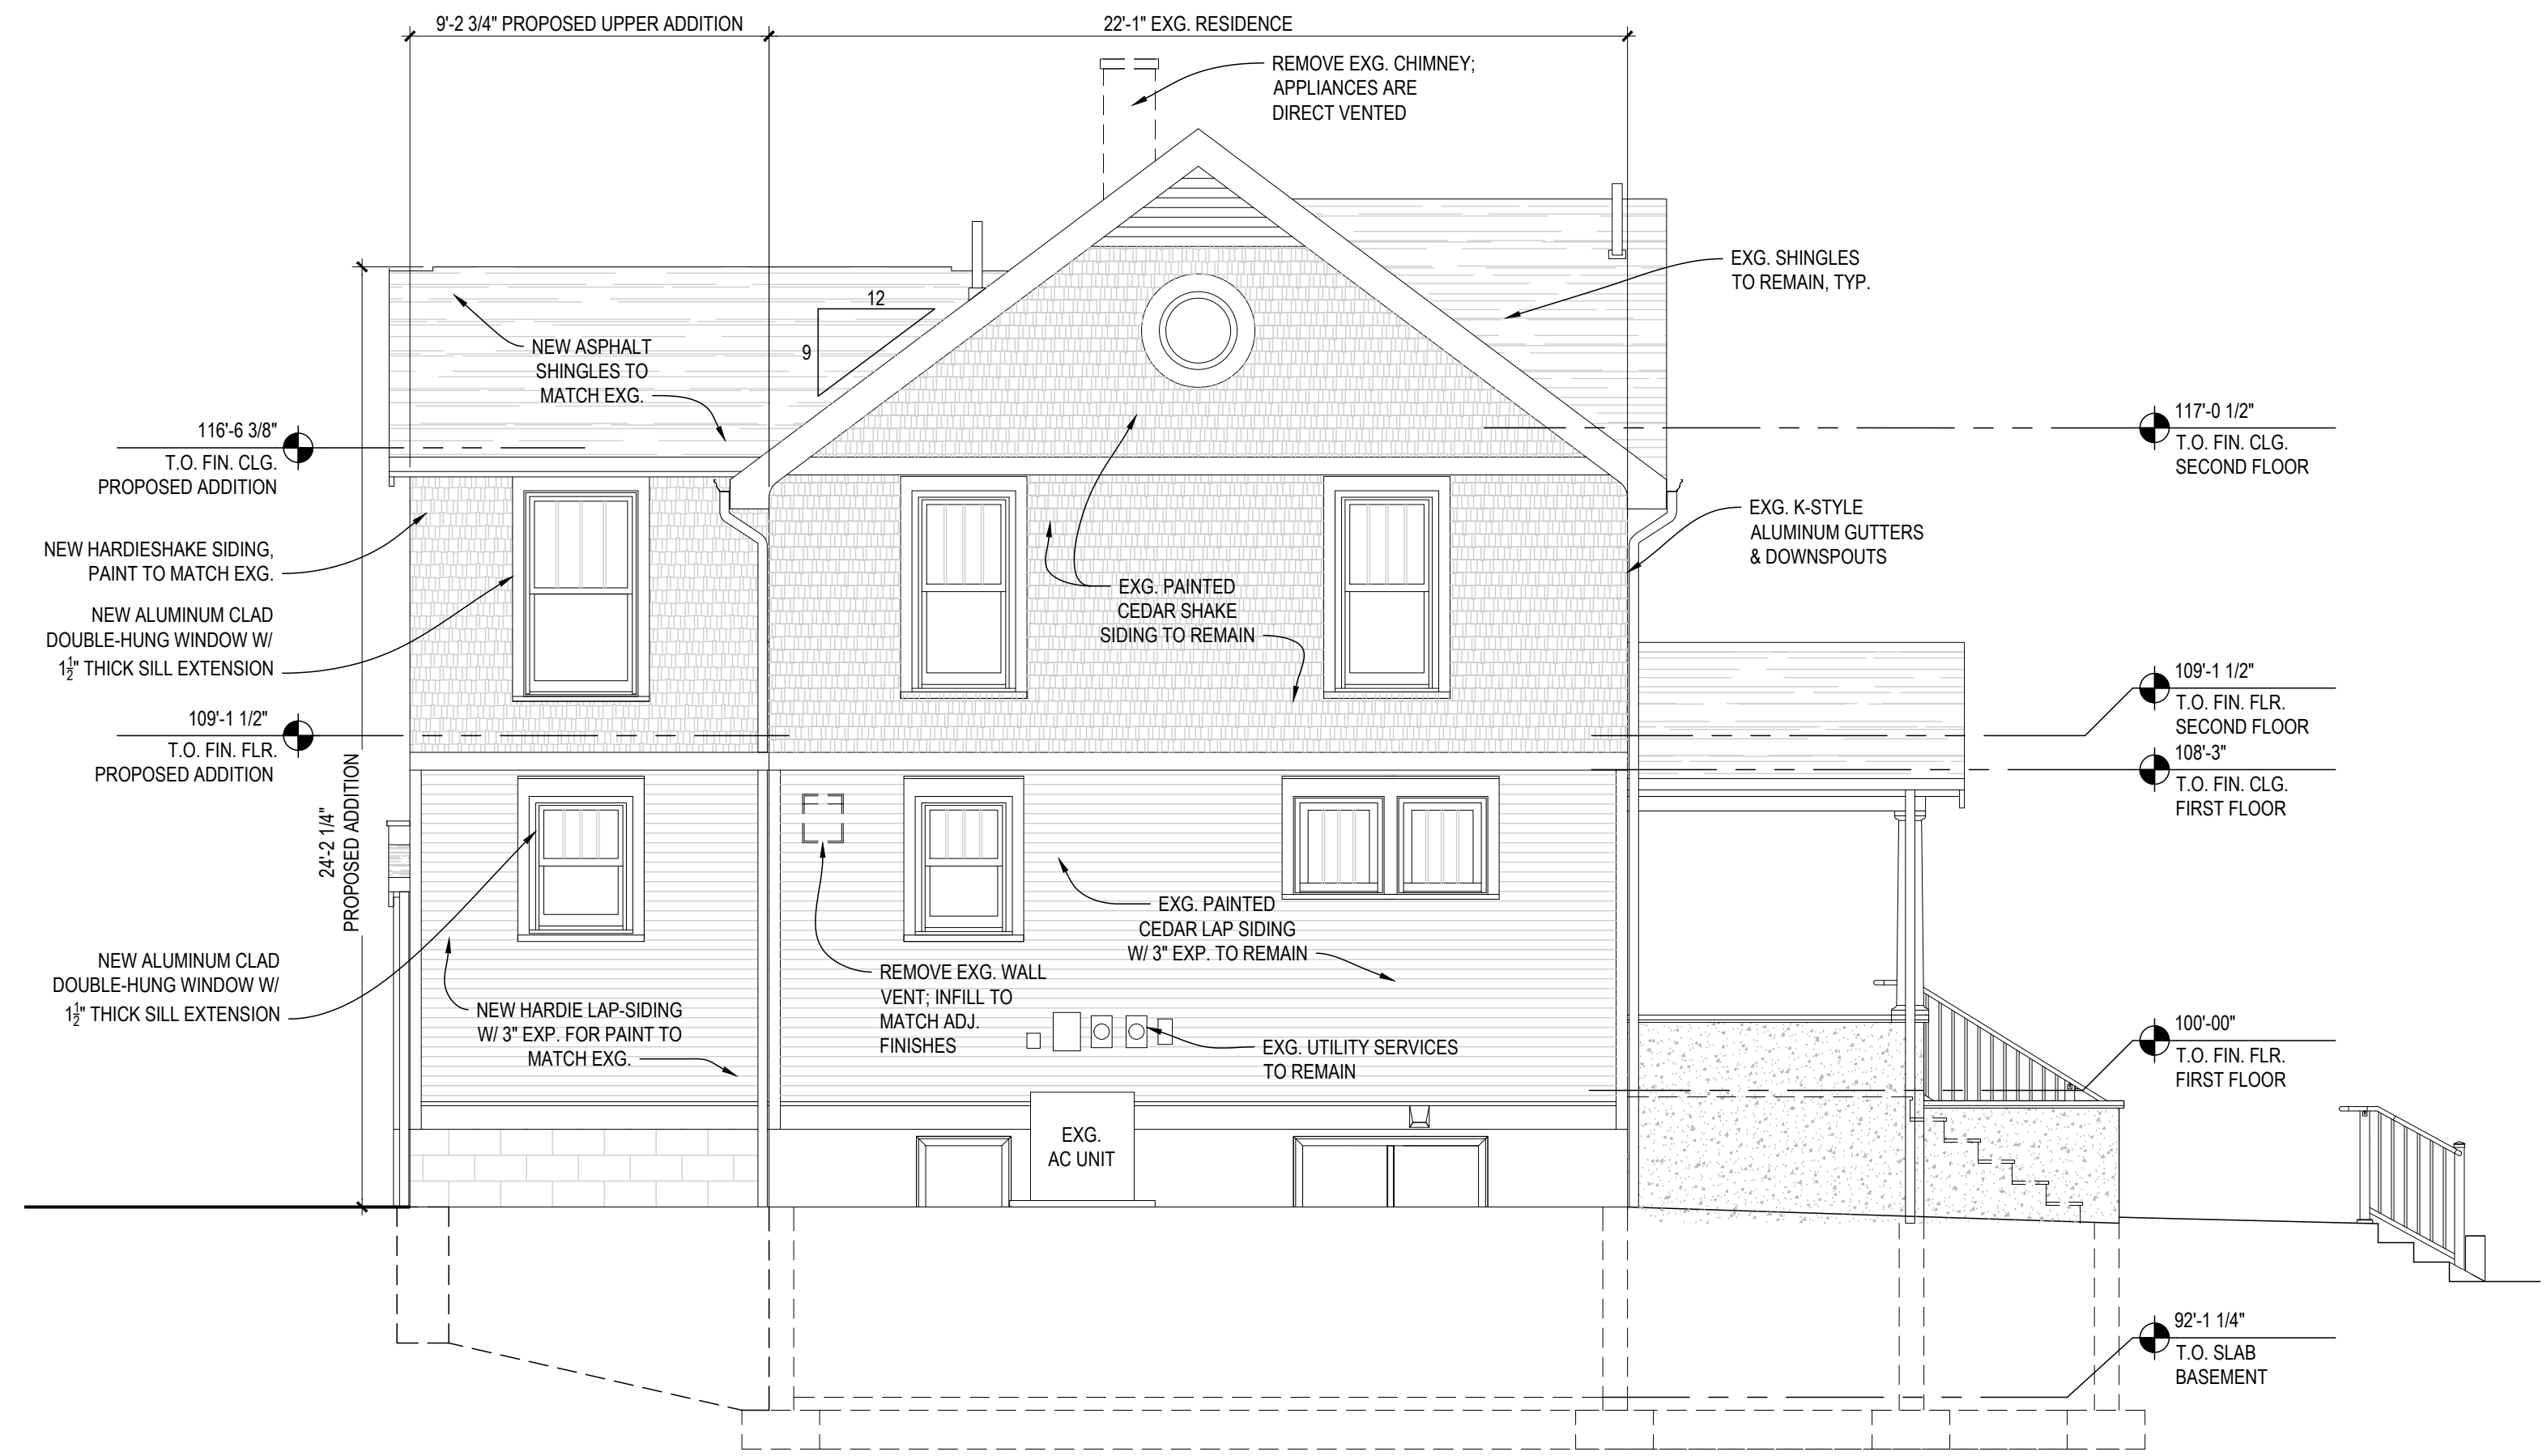 9'-2 3/4" PROPOSED UPPER ADDITION
22'-1" EXG. RESIDENCE
REMOVE EXG. CHIMNEY;
APPLIANCES ARE
DIRECT VENTED
EXG. SHINGLES
TO REMAIN, TYP.
12
9
NEW ASPHALT
SHINGLES TO
MATCH EXG.
116'-6 3/8"
T.O. FIN. CLG.
PROPOSED ADDITION
117'-0 1/2"
T.O. FIN. CLG.
SECOND FLOOR
NEW HARDIESHAKE SIDING,
PAINT TO MATCH EXG.
EXG. K-STYLE
ALUMINUM GUTTERS
& DOWNSPOUTS
NEW ALUMINUM CLAD
DOUBLE-HUNG WINDOW W/
1½" THICK SILL EXTENSION
EXG. PAINTED
CEDAR SHAKE
SIDING TO REMAIN
109'-1 1/2"
T.O. FIN. FLR.
PROPOSED ADDITION
109'-1 1/2"
T.O. FIN. FLR.
SECOND FLOOR
108'-3"
T.O. FIN. CLG.
FIRST FLOOR
24'-2 1/4"
PROPOSED ADDITION
EXG. PAINTED
CEDAR LAP SIDING
W/ 3" EXP. TO REMAIN
NEW ALUMINUM CLAD
DOUBLE-HUNG WINDOW W/
1½" THICK SILL EXTENSION
NEW HARDIE LAP-SIDING
W/ 3" EXP. FOR PAINT TO
MATCH EXG.
REMOVE EXG. WALL
VENT; INFILL TO
MATCH ADJ.
FINISHES
EXG. UTILITY SERVICES
TO REMAIN
100'-00"
T.O. FIN. FLR.
FIRST FLOOR
EXG.
AC UNIT
92'-1 1/4"
T.O. SLAB
BASEMENT